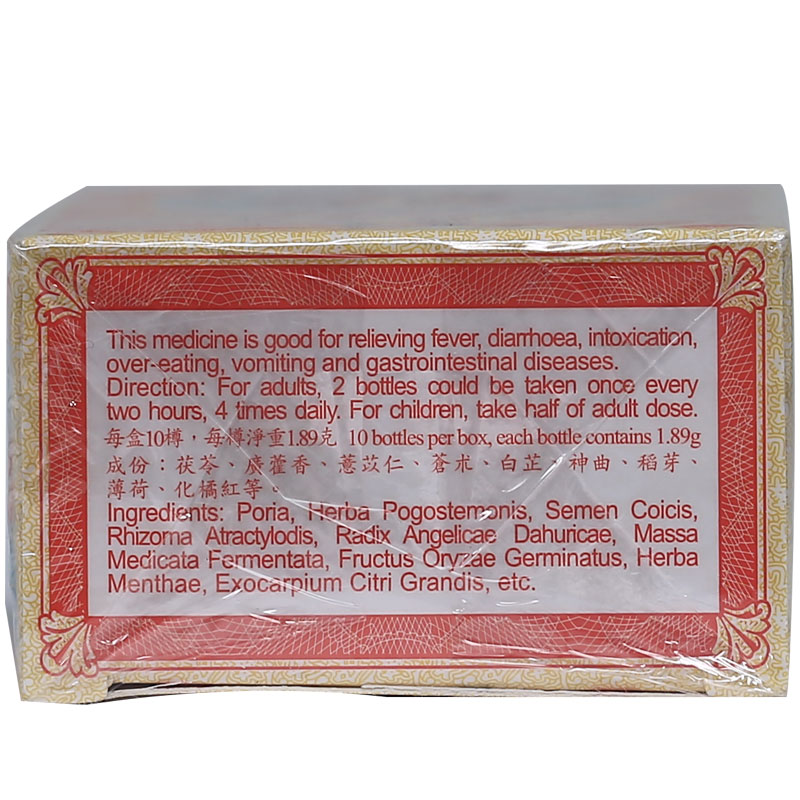 This medicine is good for relieving fever, diarrhoea, intoxication,
over-eating, vomiting and gastrointestinal diseases.
Direction: For adults, 2 bottles could be taken once every
two hours, 4 times daily. For children, take half of adult dose.
每盒10樽，每樽淨重1.89克 10 bottles per box, each bottle contains 1.89g
成份：茯苓、廣藿香、薏苡仁、蒼朮、白芷、神曲、稻芽、
薄荷、化橘紅等。
Ingredients: Poria, Herba Pogostemonis, Semen Coicis,
Rhizoma Atractylodis, Radix Angelicae Dahuricae, Massa
Medicata Fermentata, Fructus Oryzae Germinatus, Herba
Menthae, Exocarpium Citri Grandis, etc.